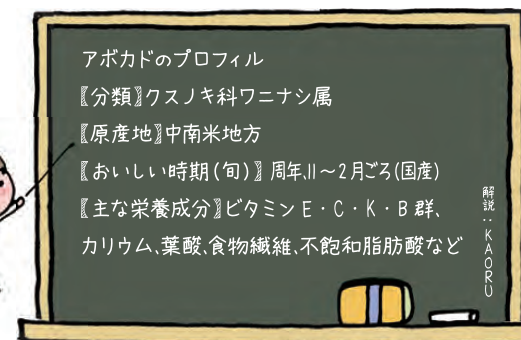 アボカドのプロフィル
〖分類〗クスノキ科ワニナシ属
〖原産地〗中南米地方
〖おいしい時期(旬)〗周年、11～2月ごろ(国産)
〖主な栄養成分〗ビタミンE・C・K・B群、
カリウム、葉酸、食物繊維、不飽和脂肪酸など
解説：KAORU